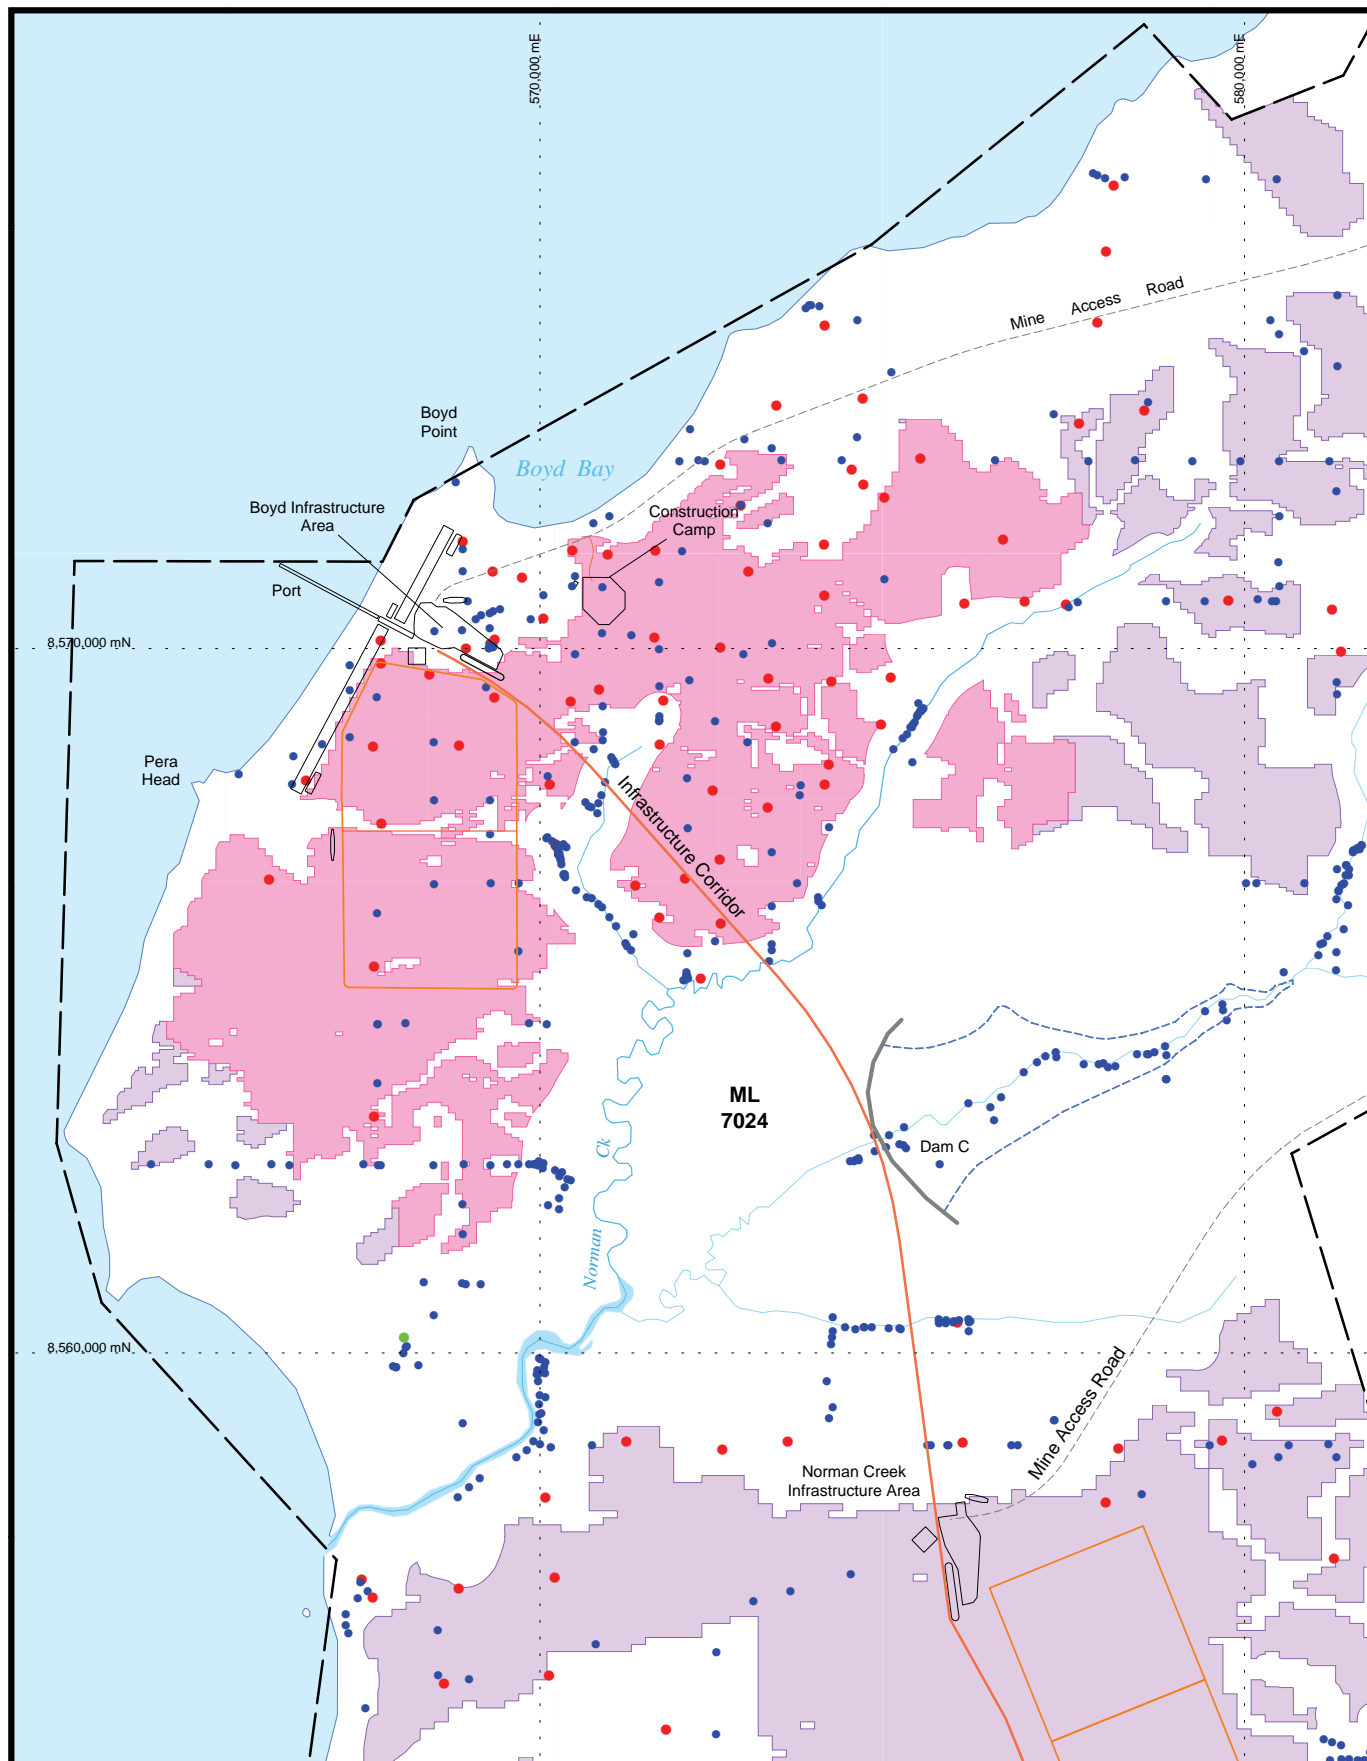 570,000 mE
580,000 mE
Mine Access Road
Boyd
Point
Boyd Bay
Boyd Infrastructure
Area
Construction
Camp
Port
8,570,000 mN
Pera
Head
Infrastructure Corridor
ML
7024
Dam C
Norman Ck
8,560,000 mN
Mine Access Road
Norman Creek
Infrastructure Area